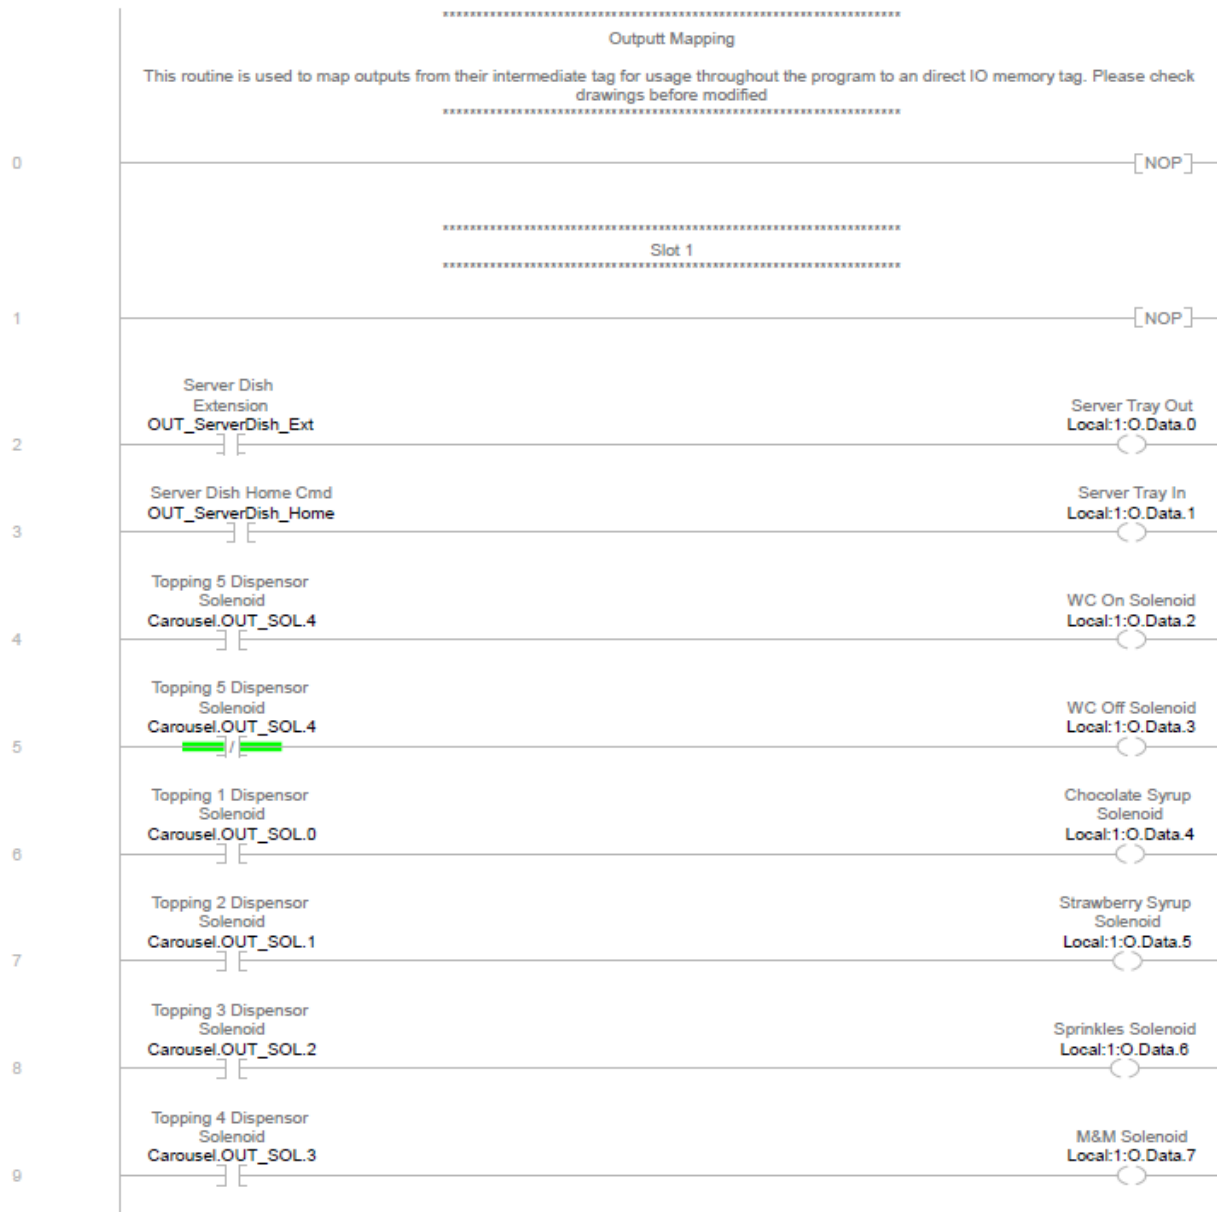 ********************************************************************
Outputt Mapping
This routine is used to map outputs from their intermediate tag for usage throughout the program to an direct IO memory tag. Please check
drawings before modified
********************************************************************
0
NOP
********************************************************************
Slot 1
********************************************************************
1
NOP
Server Dish
Extension
OUT_ServerDish_Ext
Server Tray Out
Local:1:O.Data.0
2
Server Dish Home Cmd
OUT_ServerDish_Home
Server Tray In
Local:1:O.Data.1
3
Topping 5 Dispensor
Solenoid
Carousel.OUT_SOL.4
WC On Solenoid
Local:1:O.Data.2
4
Topping 5 Dispensor
Solenoid
Carousel.OUT_SOL.4
WC Off Solenoid
Local:1:O.Data.3
5
/
Topping 1 Dispensor
Solenoid
Carousel.OUT_SOL.0
Chocolate Syrup
Solenoid
Local:1:O.Data.4
6
Topping 2 Dispensor
Solenoid
Carousel.OUT_SOL.1
Strawberry Syrup
Solenoid
Local:1:O.Data.5
7
Topping 3 Dispensor
Solenoid
Carousel.OUT_SOL.2
Sprinkles Solenoid
Local:1:O.Data.6
8
Topping 4 Dispensor
Solenoid
Carousel.OUT_SOL.3
M&M Solenoid
Local:1:O.Data.7
9